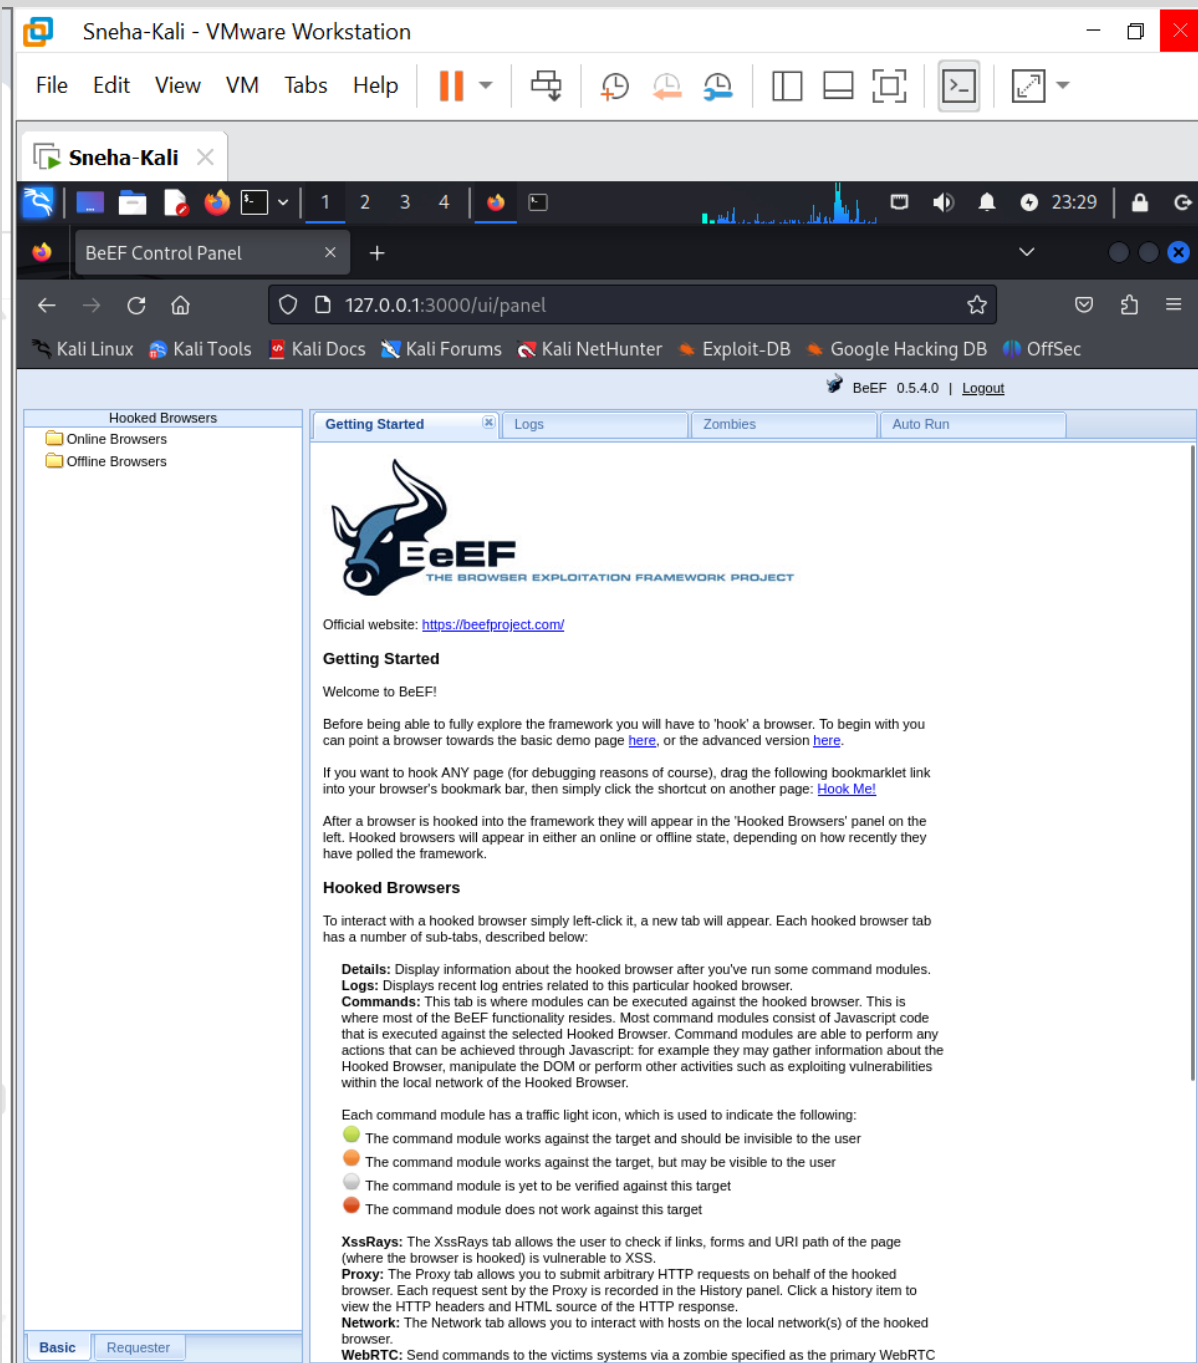 Sneha-Kali - VMware Workstation
File Edit View VM Tabs Help
Sneha-Kali
1 2 3 4 23:29
BeEF Control Panel
127.0.0.1:3000/ui/panel
Kali Linux Kali Tools Kali Docs Kali Forums Kali NetHunter Exploit-DB Google Hacking DB OffSec
BeEF 0.5.4.0 | Logout
Hooked Browsers
Online Browsers
Offline Browsers
Getting Started Logs Zombies Auto Run
BeEF
THE BROWSER EXPLOITATION FRAMEWORK PROJECT
Official website: https://beefproject.com/
Getting Started
Welcome to BeEF!
Before being able to fully explore the framework you will have to 'hook' a browser. To begin with you
can point a browser towards the basic demo page here, or the advanced version here.
If you want to hook ANY page (for debugging reasons of course), drag the following bookmarklet link
into your browser's bookmark bar, then simply click the shortcut on another page: Hook Me!
After a browser is hooked into the framework they will appear in the 'Hooked Browsers' panel on the
left. Hooked browsers will appear in either an online or offline state, depending on how recently they
have polled the framework.
Hooked Browsers
To interact with a hooked browser simply left-click it, a new tab will appear. Each hooked browser tab
has a number of sub-tabs, described below:
Details: Display information about the hooked browser after you've run some command modules.
Logs: Displays recent log entries related to this particular hooked browser.
Commands: This tab is where modules can be executed against the hooked browser. This is
where most of the BeEF functionality resides. Most command modules consist of Javascript code
that is executed against the selected Hooked Browser. Command modules are able to perform any
actions that can be achieved through Javascript: for example they may gather information about the
Hooked Browser, manipulate the DOM or perform other activities such as exploiting vulnerabilities
within the local network of the Hooked Browser.
Each command module has a traffic light icon, which is used to indicate the following:
The command module works against the target and should be invisible to the user
The command module works against the target, but may be visible to the user
The command module is yet to be verified against this target
The command module does not work against this target
XssRays: The XssRays tab allows the user to check if links, forms and URI path of the page
(where the browser is hooked) is vulnerable to XSS.
Proxy: The Proxy tab allows you to submit arbitrary HTTP requests on behalf of the hooked
browser. Each request sent by the Proxy is recorded in the History panel. Click a history item to
view the HTTP headers and HTML source of the HTTP response.
Network: The Network tab allows you to interact with hosts on the local network(s) of the hooked
browser.
WebRTC: Send commands to the victims systems via a zombie specified as the primary WebRTC
Basic Requester